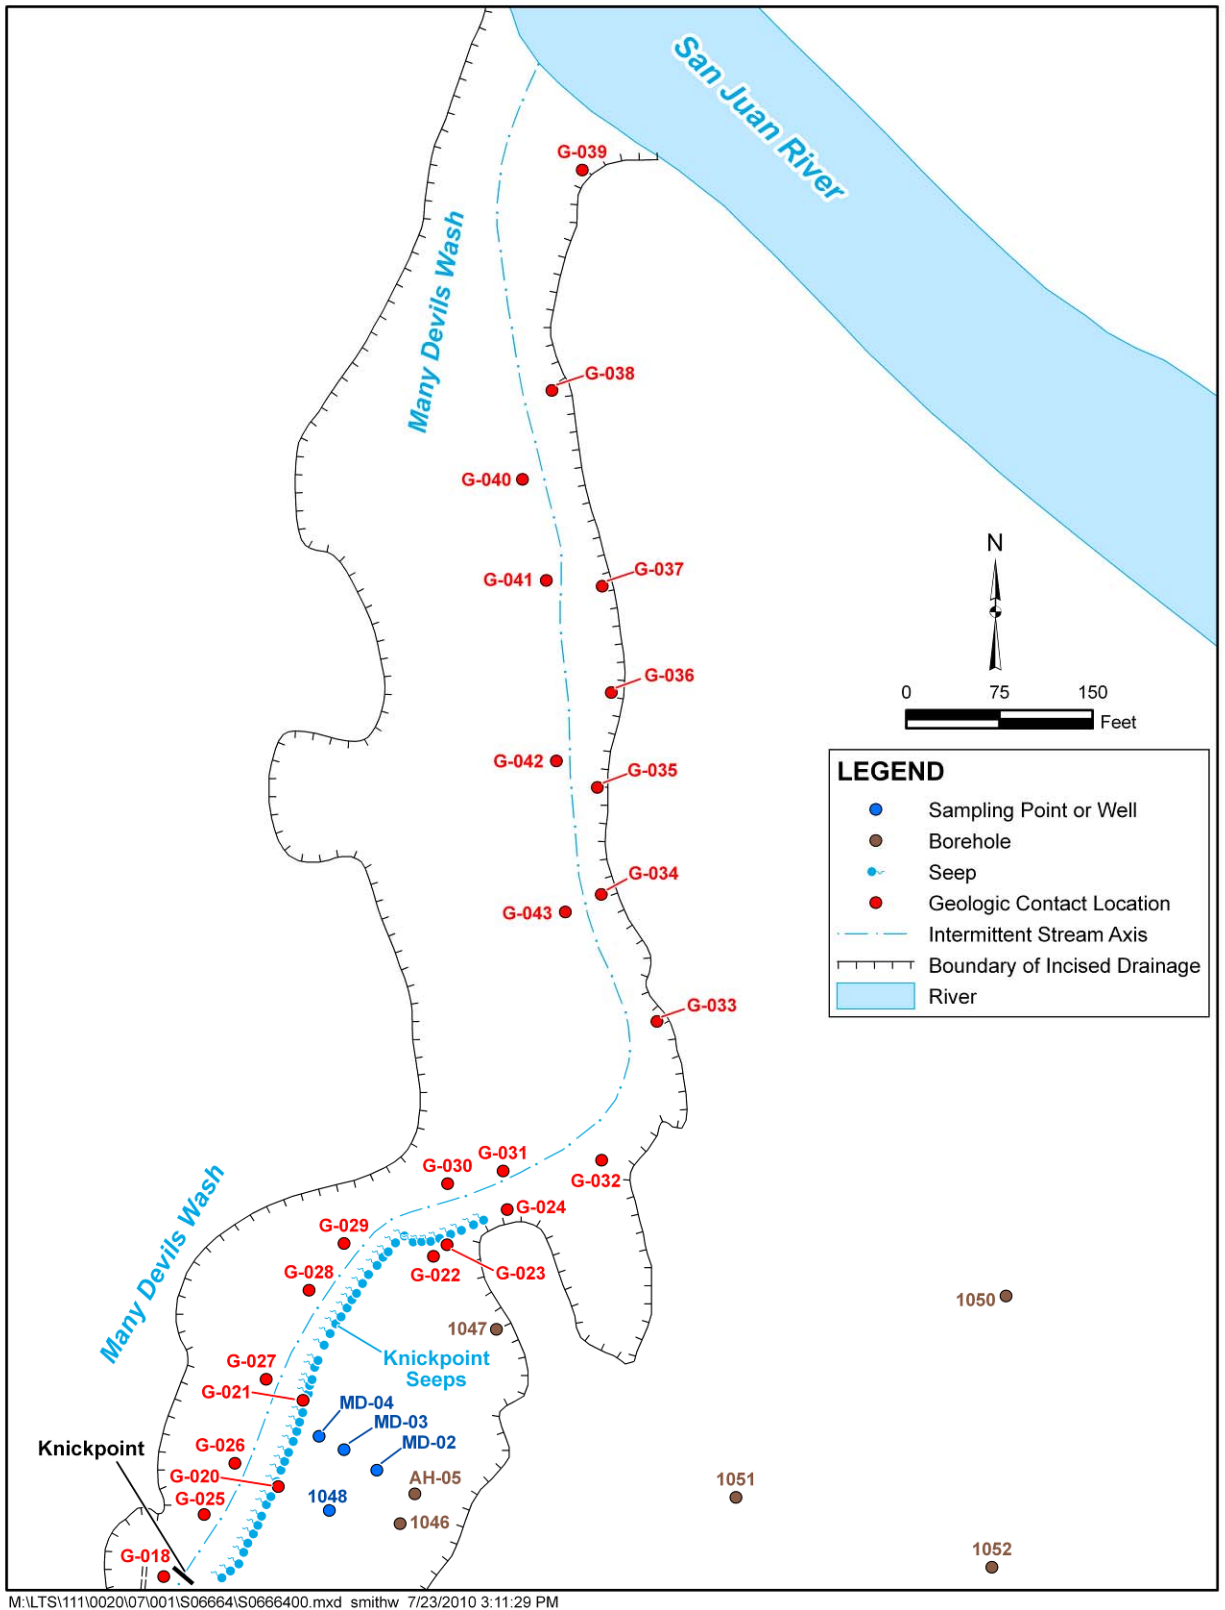 San Juan River
G-039
Many Devils Wash
G-038
G-040
N
G-041
G-037
G-036
0 75 150
Feet
G-042
G-035
LEGEND
Sampling Point or Well
Borehole
Seep
Geologic Contact Location
Intermittent Stream Axis
Boundary of Incised Drainage
River
G-034
G-043
G-033
G-031
G-030
G-032
Many Devils Wash
G-024
G-029
G-022
G-023
G-028
1050
1047
Knickpoint
Seeps
G-027
G-021
MD-04
MD-03
MD-02
Knickpoint
G-026
G-020
AH-05
1051
G-025
1048
1046
G-018
1052
M:\LTS\111\0020\07\001\S06664\S0666400.mxd smithw 7/23/2010 3:11:29 PM